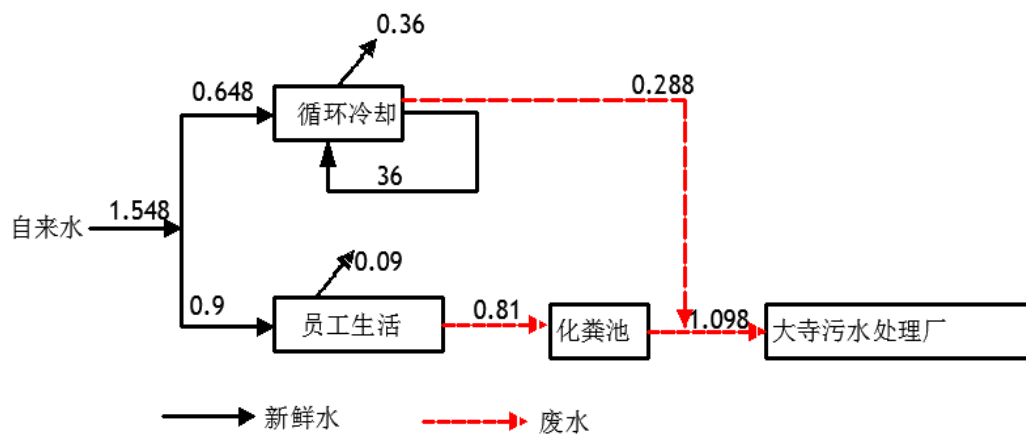 0.36
0.648
循环冷却
0.288
36
自来水
1.548
0.09
0.9
员工生活
0.81
化粪池
1.098
大寺污水处理厂
新鲜水
废水